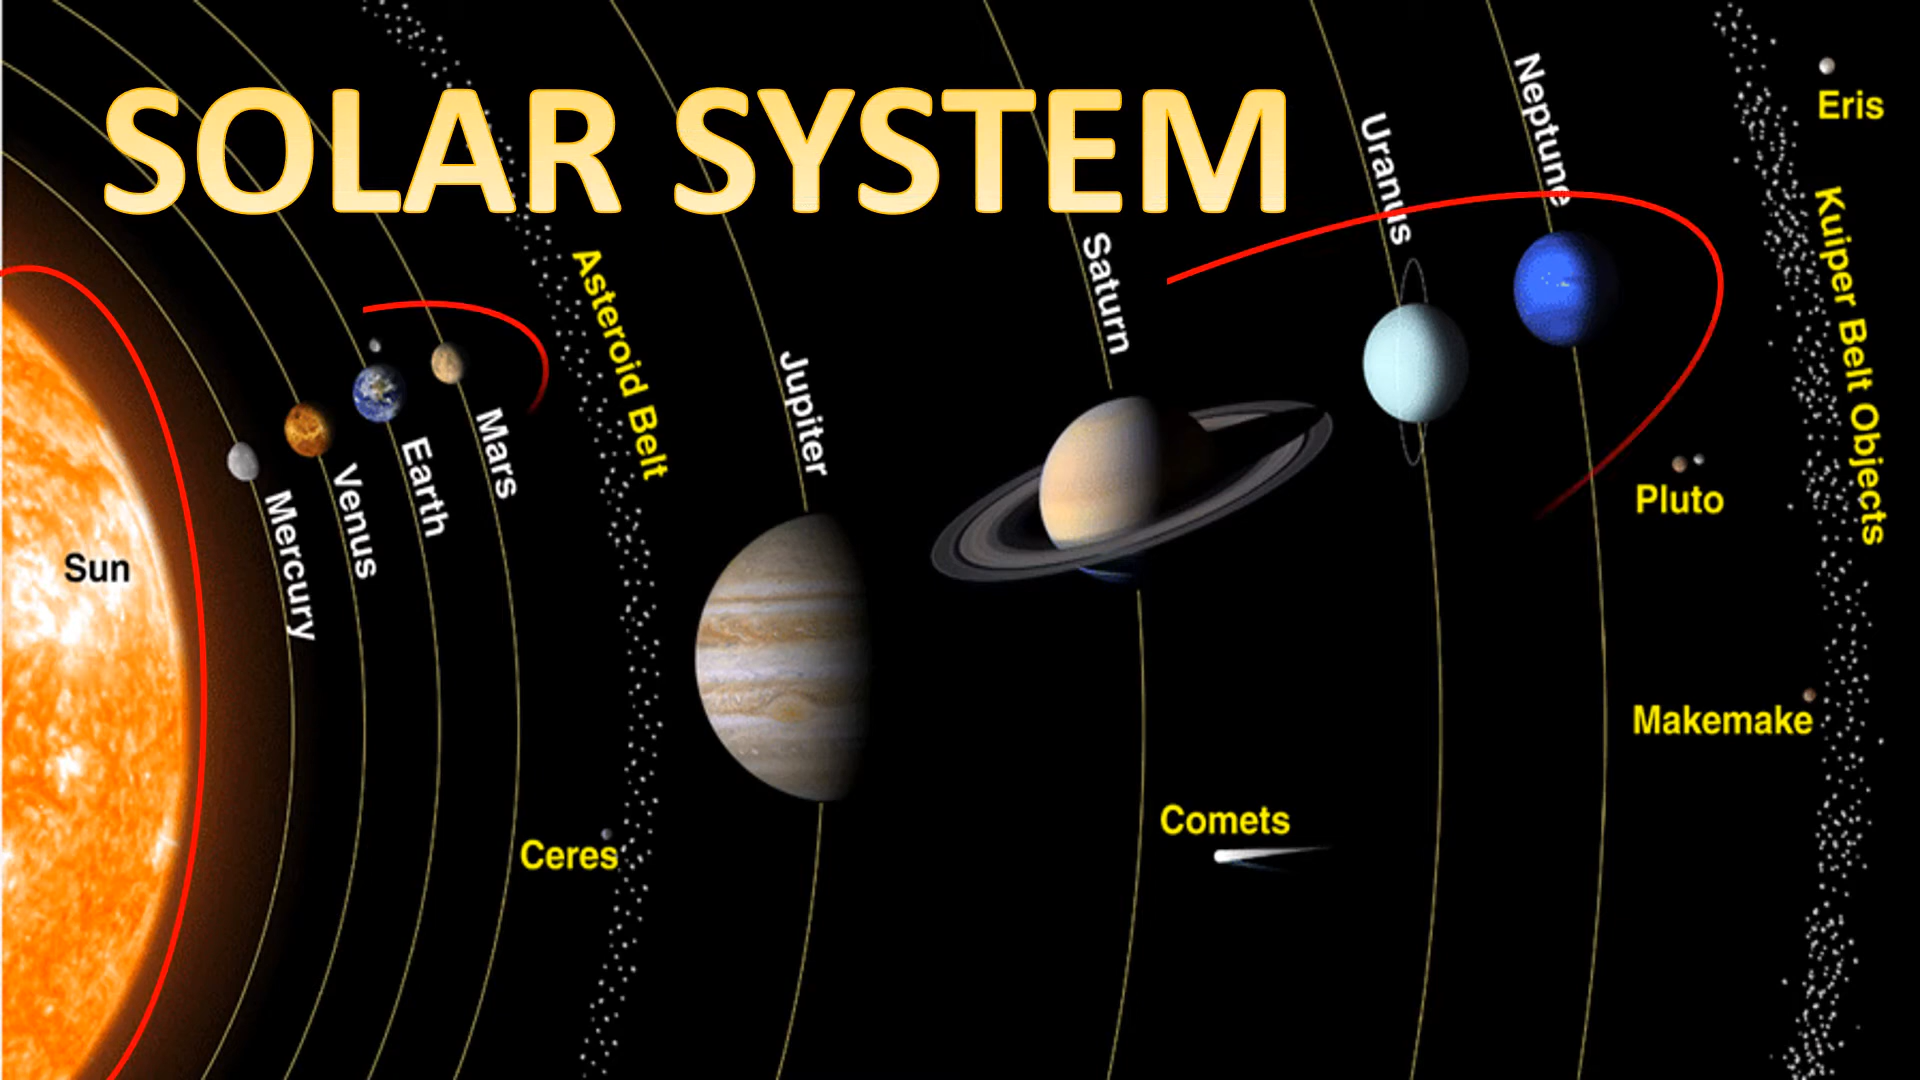 SOLAR SYSTEM
Sun
Mercury
Venus
Earth
Mars
Asteroid Belt
Ceres
Jupiter
Saturn
Comets
Uranus
Neptune
Pluto
Makemake
Eris
Kuiper Belt Objects